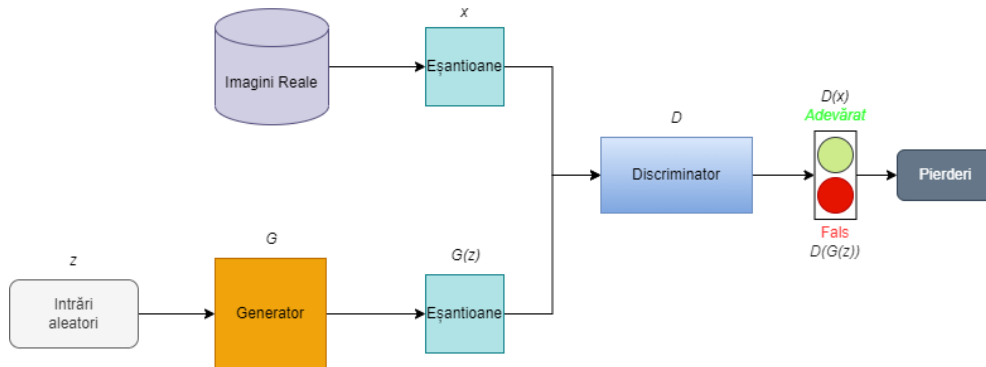 x
Imagini Reale
Eșantioane
D(x)
Adevărat
D
Discriminator
Pierderi
Fals
D(G(z))
z
G
G(z)
Intrări
aleatori
Generator
Eșantioane